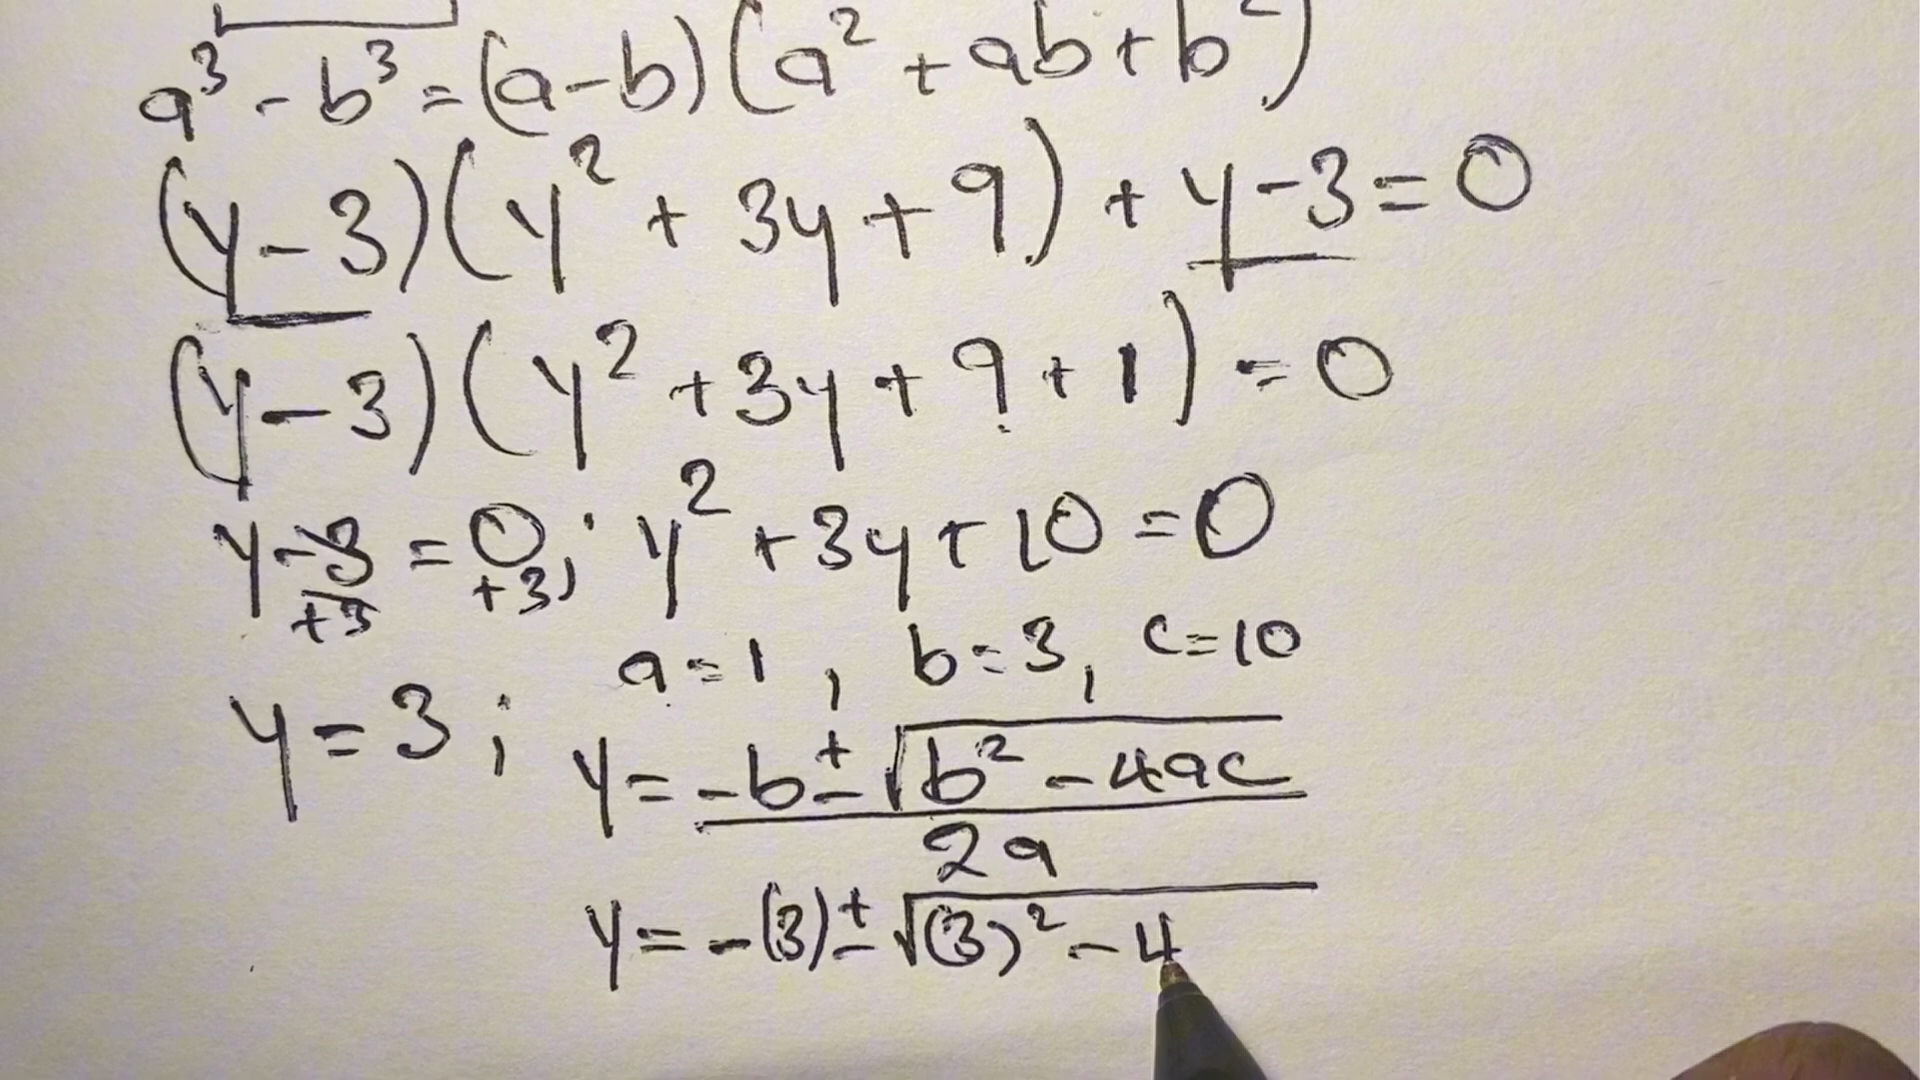 a³ - b³ = (a-b)(a² + ab + b²)
(y-3)(y² + 3y + 9) + y-3 = 0
(y-3)(y² + 3y + 9 + 1) = 0
y-3 = 0; y² + 3y + 10 = 0
+3 +3
a=1, b=3, c=10
y = 3; y = -b±√b² - 4ac
2a
y = -(3)±√(3)² - 4